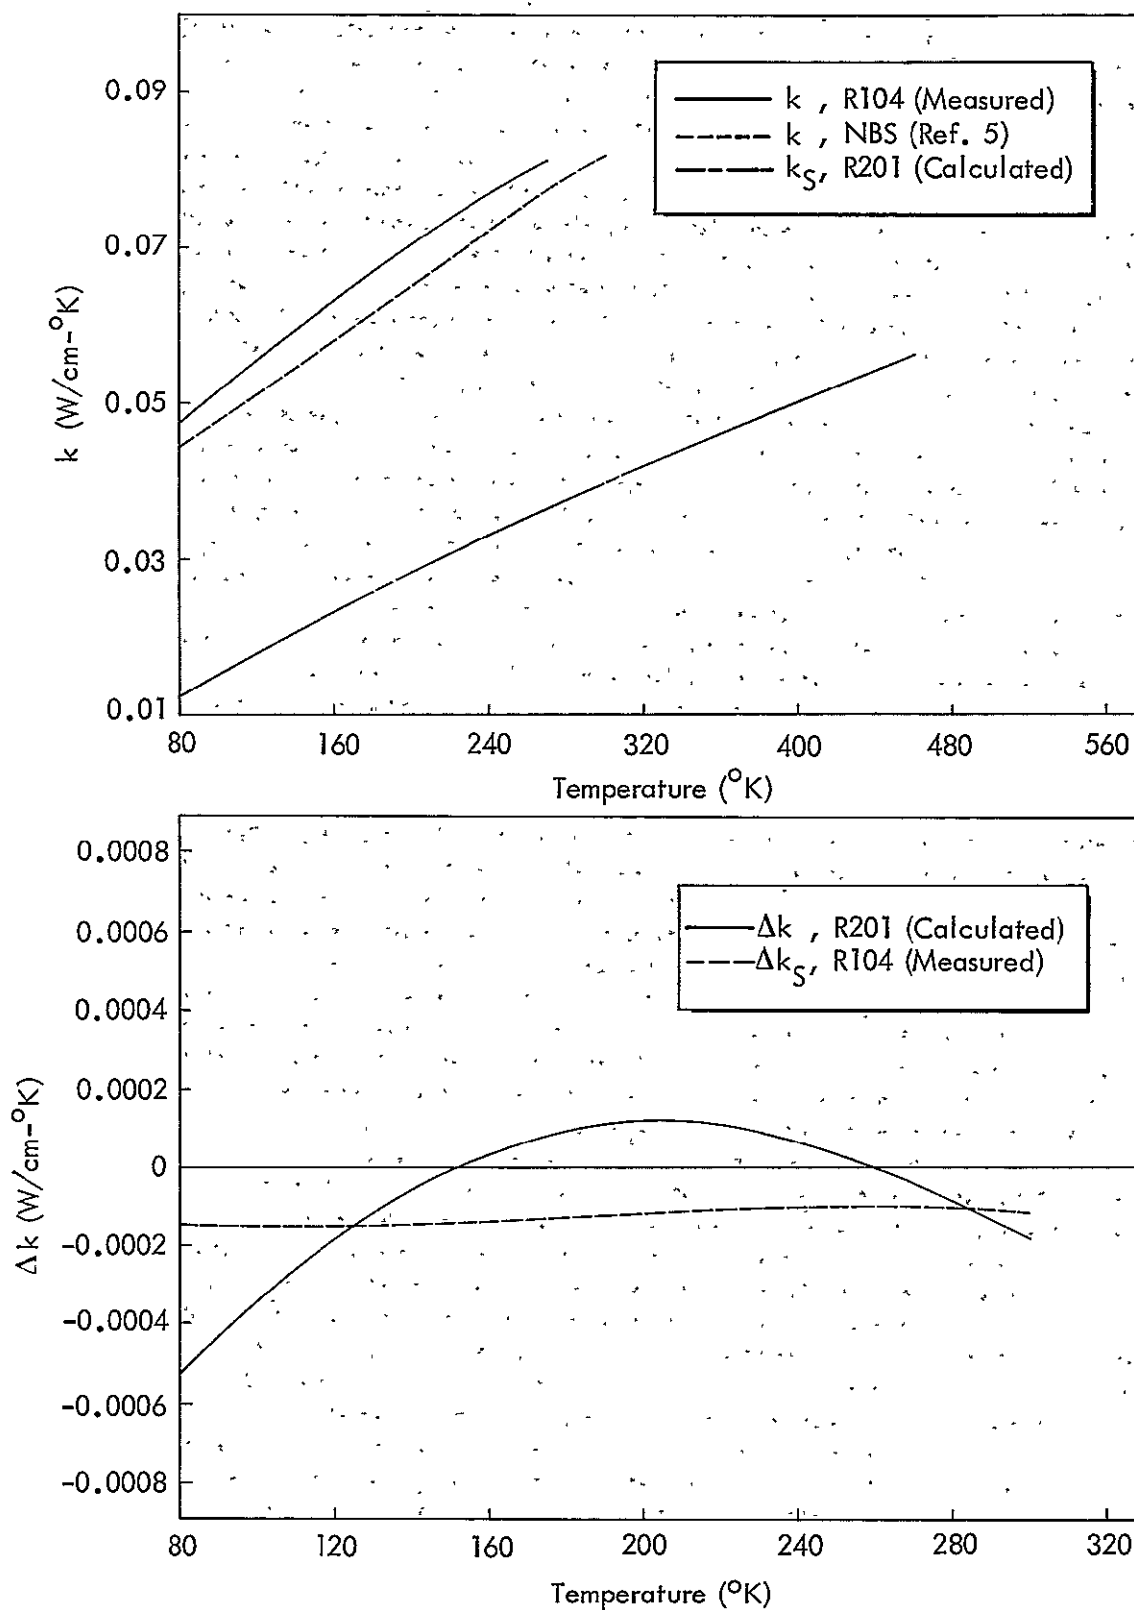 0.09
0.07
0.05
0.03
0.01
k (W/cm-°K)
k , R104 (Measured)
k , NBS (Ref. 5)
kS, R201 (Calculated)
80 160 240 320 400 480 560
Temperature (°K)
0.0008
0.0006
0.0004
0.0002
0
-0.0002
-0.0004
-0.0006
-0.0008
Δk (W/cm-°K)
Δk , R201 (Calculated)
ΔkS, R104 (Measured)
80 120 160 200 240 280 320
Temperature (°K)